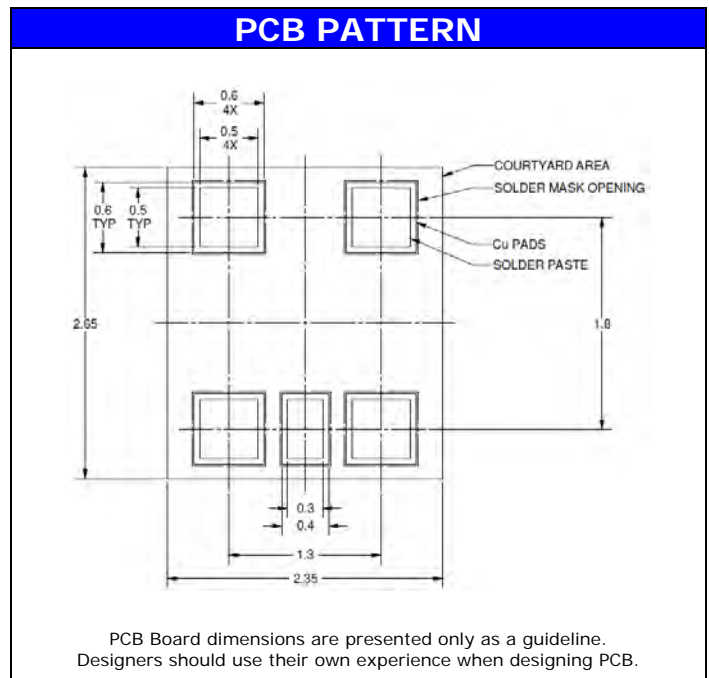 PCB PATTERN
0.6
4X
0.5
4X
COURTYARD AREA
SOLDER MASK OPENING
0.6
TYP
0.5
TYP
Cu PADS
SOLDER PASTE
2.65
1.8
0.3
0.4
1.3
2.35
PCB Board dimensions are presented only as a guideline.
Designers should use their own experience when designing PCB.